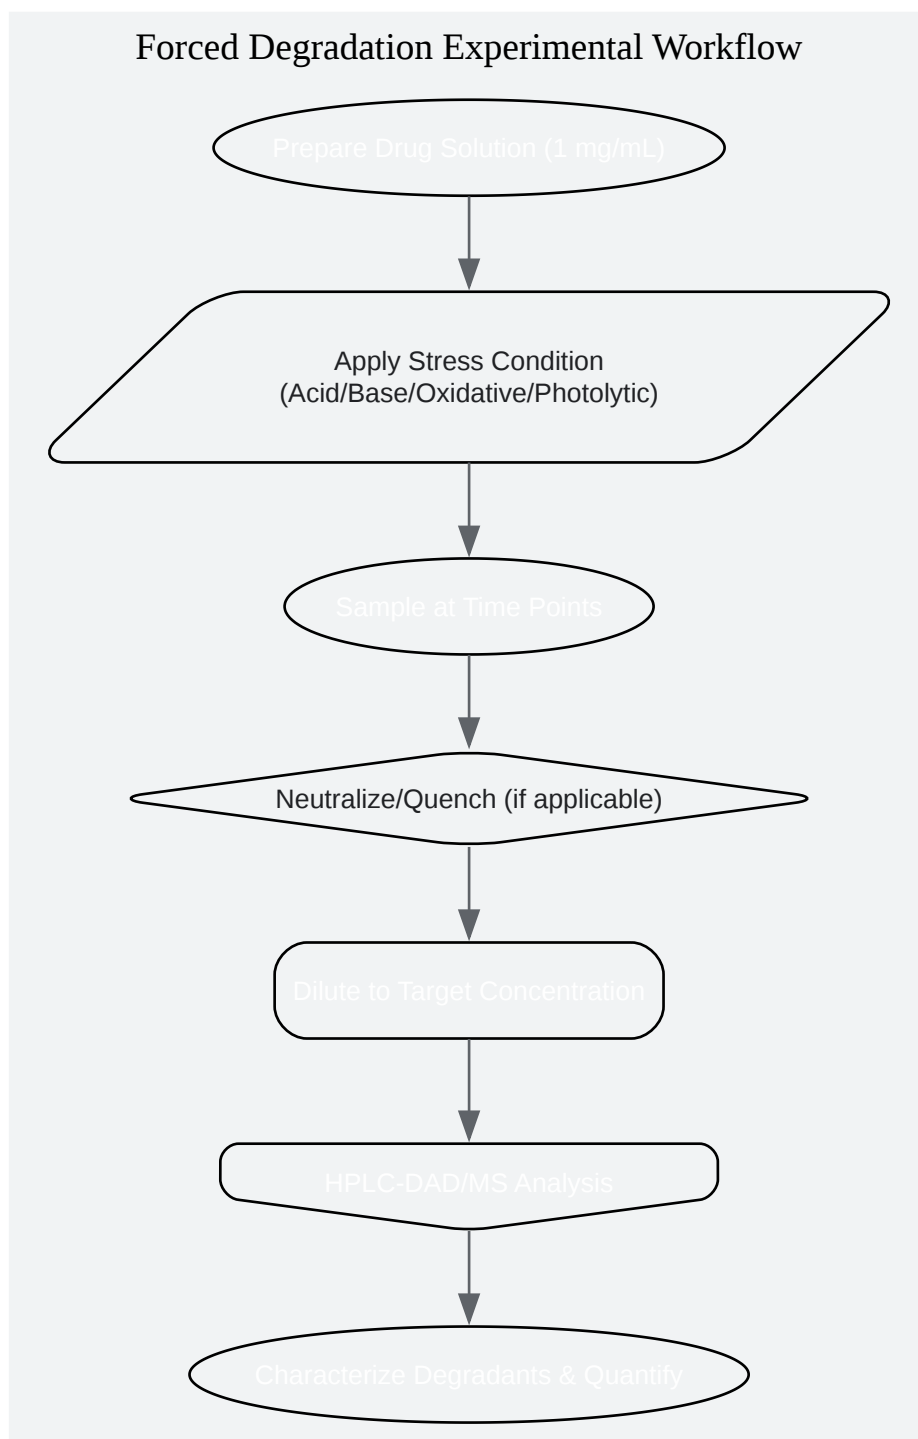 Forced Degradation Experimental Workflow
Prepare Drug Solution (1 mg/mL)
Apply Stress Condition
(Acid/Base/Oxidative/Photolytic)
Sample at Time Points
Neutralize/Quench (if applicable)
Dilute to Target Concentration
HPLC-DAD/MS Analysis
Characterize Degradants & Quantify